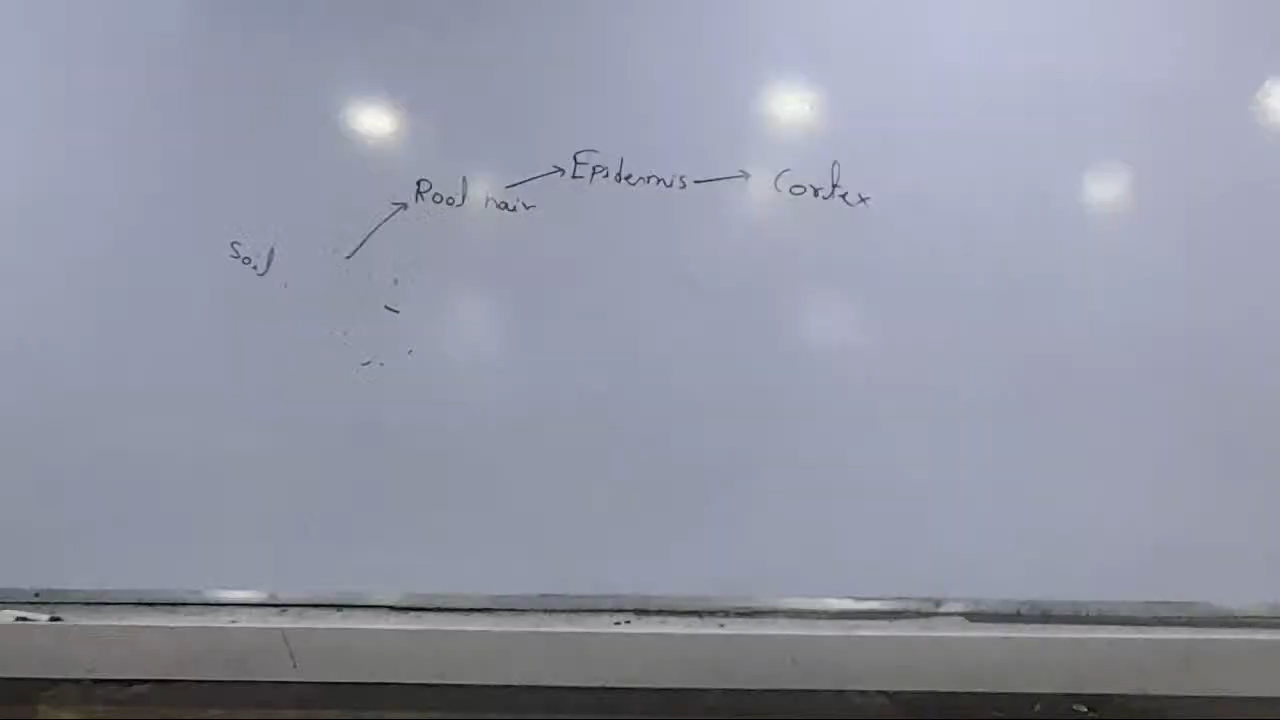 Soil → Root hair → Epidermis → Cortex